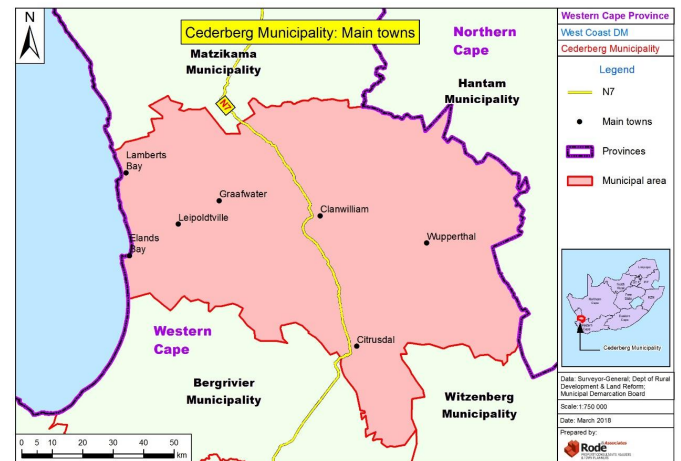 N
Cederberg Municipality: Main towns
Matzikama
Municipality
N7
Northern
Cape
Hantam
Municipality
Lamberts
Bay
Graafwater
Leipoldtville
Clanwilliam
Elands
Bay
Wupperthal
Citrusdal
Western
Cape
Bergrivier
Municipality
Witzenberg
Municipality
0 5 10 20 30 40 50
km
Western Cape Province
West Coast DM
Cederberg Municipality
Legend
N7
Main towns
Provinces
Municipal area
Cederberg Municipality
Data: Surveyor-General; Dept of Rural
Development & Land Reform:
Municipal Demarcation Board
Scale:1:750 000
Date: March 2018
Prepared by:
Rode
&Associates